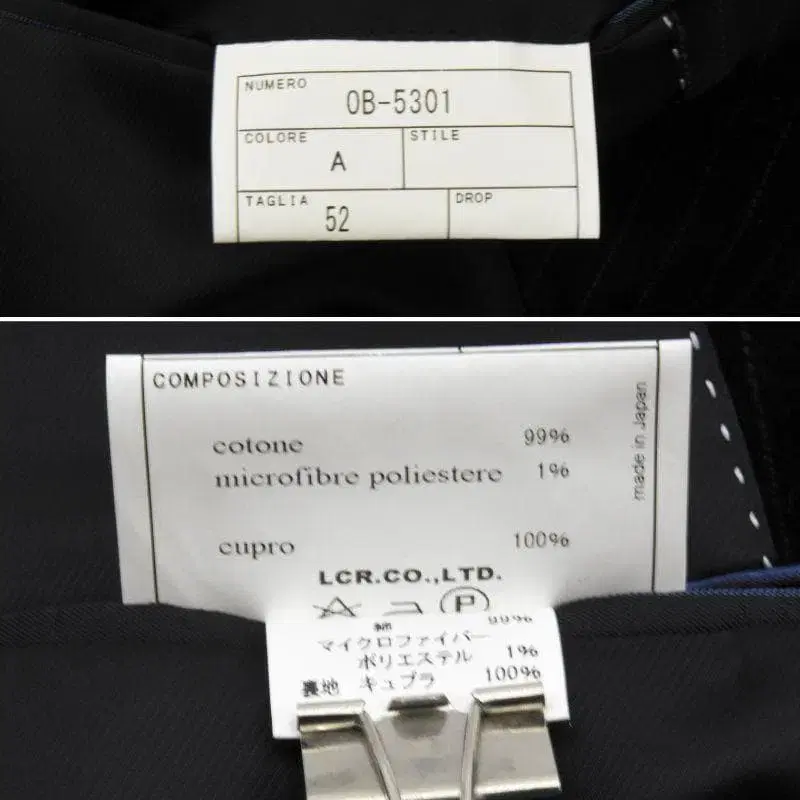 NUMERO
OB-5301
COLORE
STILE
A
TAGLIA
DROP
52
COMPOSIZIONE
made in Japan
cotone 99%
microfibre poliestere 1%
cupro 100%
LCR.CO.,LTD.
P
綿 99%
マイクロファイバー
ポリエステル 1%
裏地 キュプラ 100%